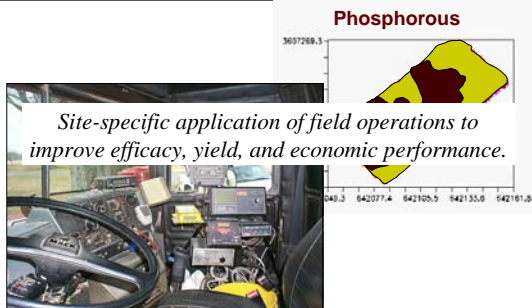 Phosphorous
3607269.3
Site-specific application of field operations to
improve efficacy, yield, and economic performance.
642077.4 642105.5 642133.6 642161.8
MACK